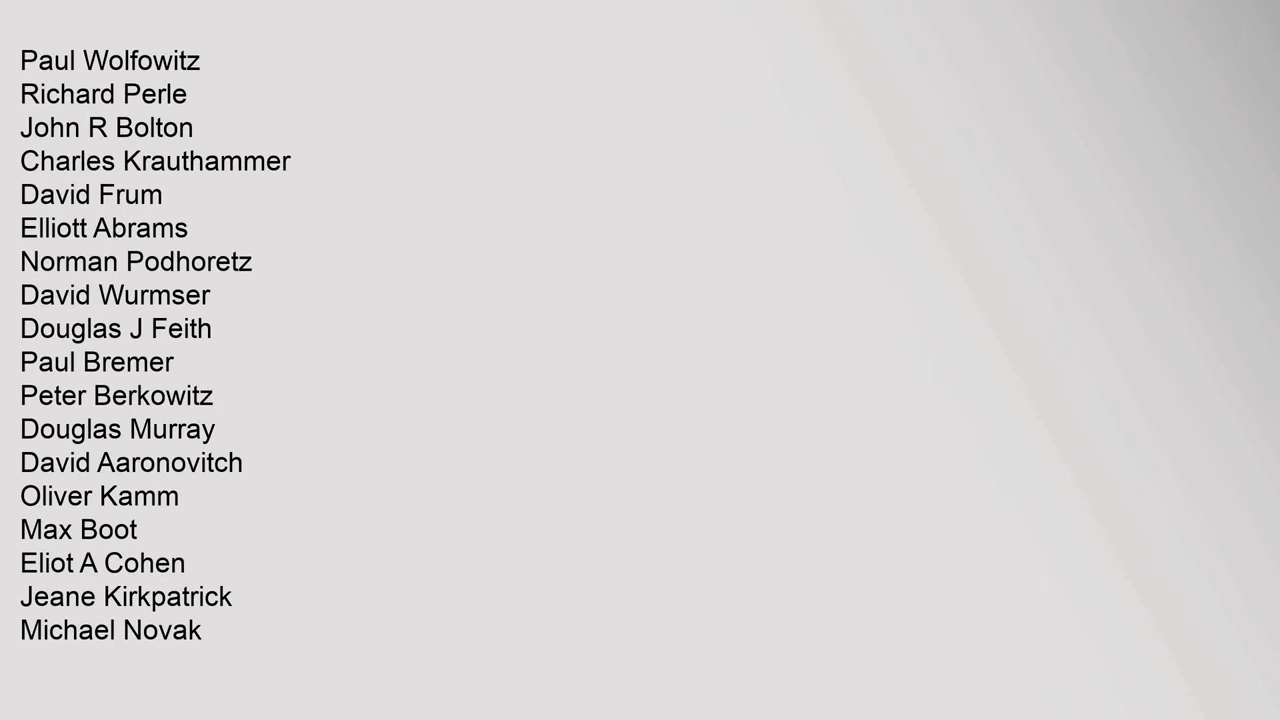 Paul Wolfowitz
Richard Perle
John R Bolton
Charles Krauthammer
David Frum
Elliott Abrams
Norman Podhoretz
David Wurmser
Douglas J Feith
Paul Bremer
Peter Berkowitz
Douglas Murray
David Aaronovitch
Oliver Kamm
Max Boot
Eliot A Cohen
Jeane Kirkpatrick
Michael Novak